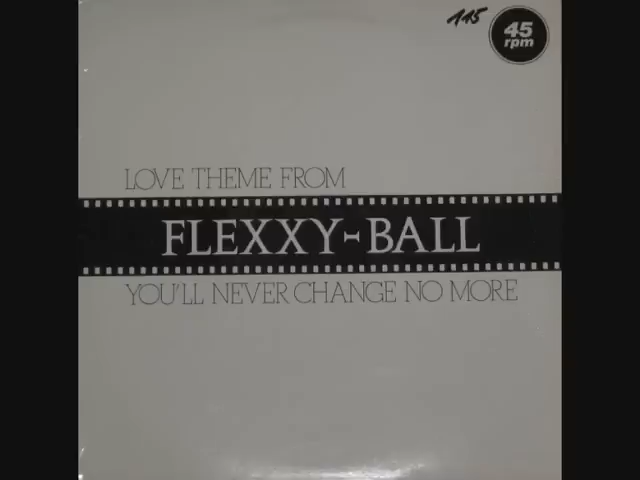 115
45
rpm
LOVE THEME FROM
FLEXXY-BALL
YOU'LL NEVER CHANGE NO MORE